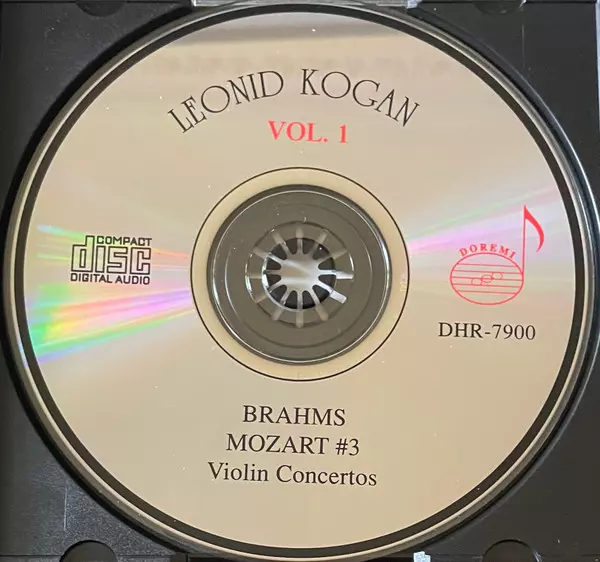 LEONID KOGAN
VOL. 1
COMPACT
disc
DIGITAL AUDIO
DOREMI
DHR-7900
BRAHMS
MOZART #3
Violin Concertos